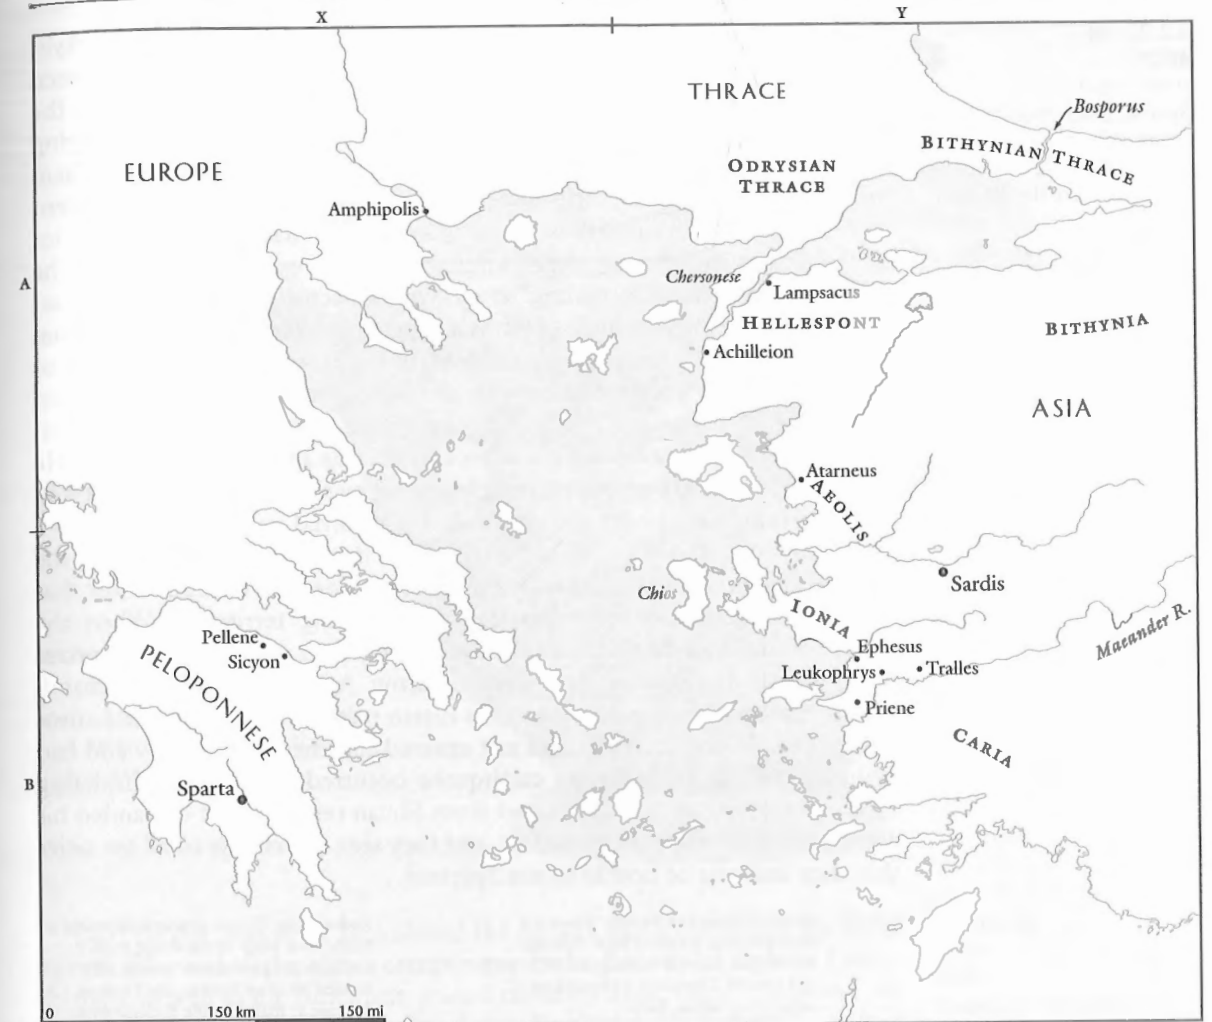 X
Y
THRACE
Bosporus
BITHYNIAN THRACE
EUROPE
ODRYSIAN
THRACE
Amphipolis
A
Chersonese
Lampsacus
HELLESPONT
BITHYNIA
Achilleion
ASIA
Atarneus
AEOLIS
Sardis
Chios
IONIA
Maeander R.
Pellene
Ephesus
Sicyon
Leukophrys
Tralles
PELOPONNESE
Priene
CARIA
B
Sparta
0
150 km
150 mi